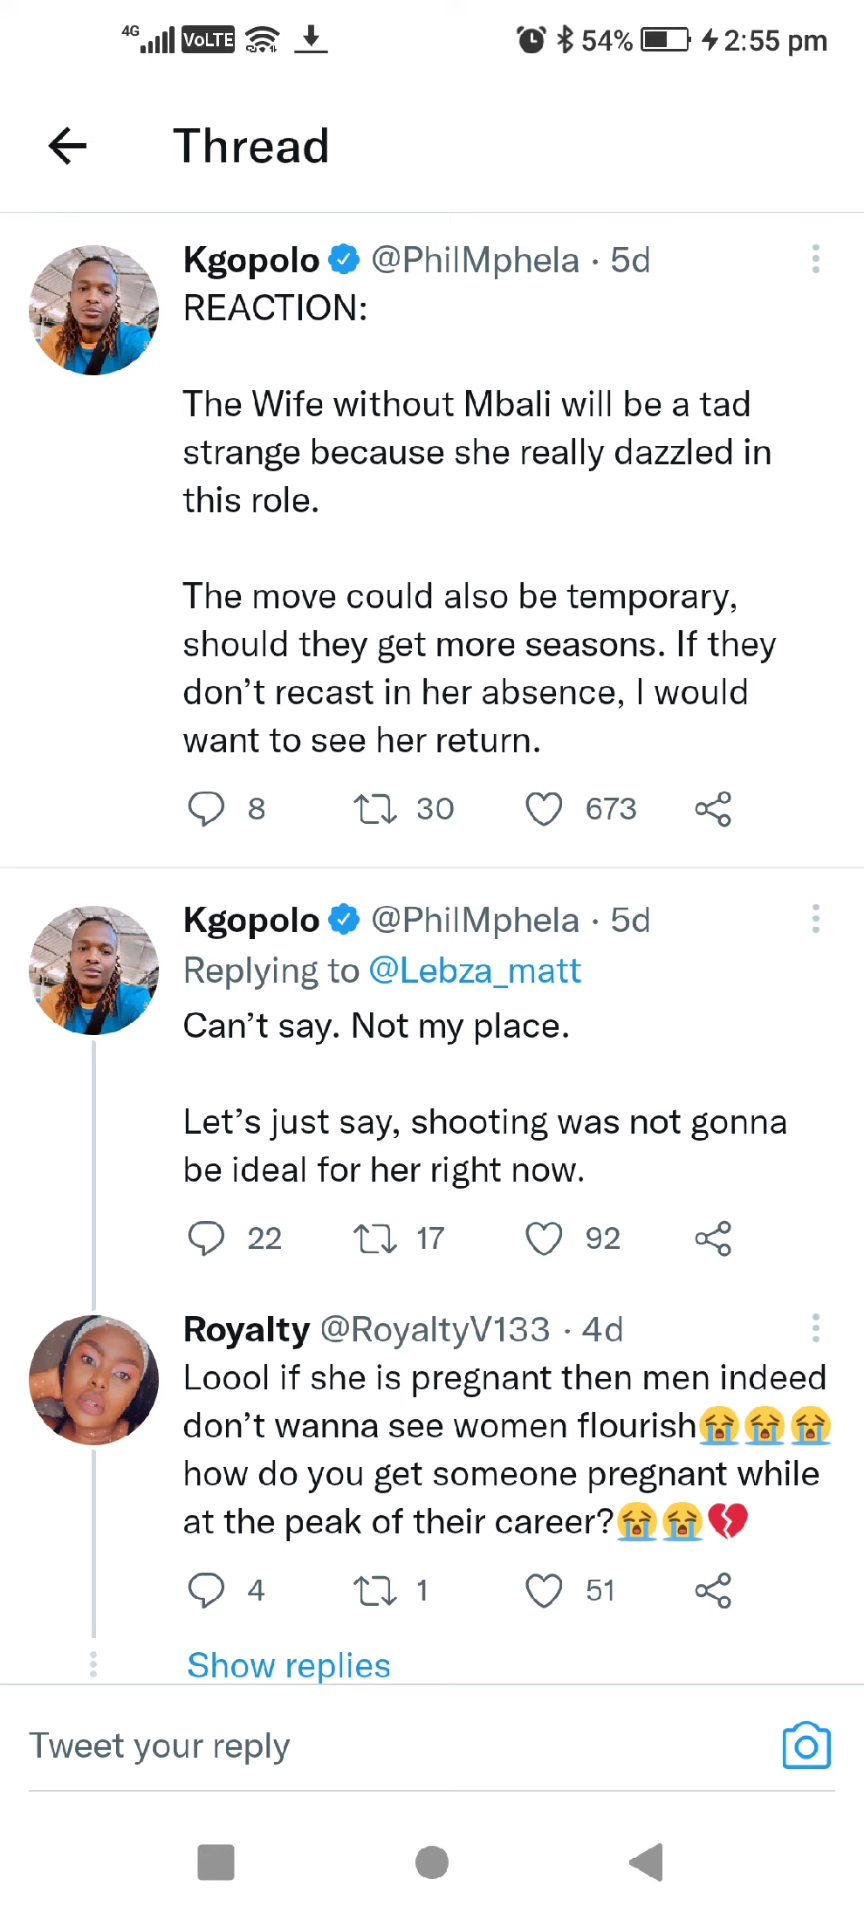 4G VoLTE 54% 2:55 pm
Thread
Kgopolo @PhilMphela · 5d
REACTION:
The Wife without Mbali will be a tad
strange because she really dazzled in
this role.
The move could also be temporary,
should they get more seasons. If they
don't recast in her absence, I would
want to see her return.
8 30 673
Kgopolo @PhilMphela · 5d
Replying to @Lebza_matt
Can't say. Not my place.
Let's just say, shooting was not gonna
be ideal for her right now.
22 17 92
Royalty @RoyaltyV133 · 4d
Loool if she is pregnant then men indeed
don't wanna see women flourish😭😭😭
how do you get someone pregnant while
at the peak of their career?😭😭💔
4 1 51
Show replies
Tweet your reply